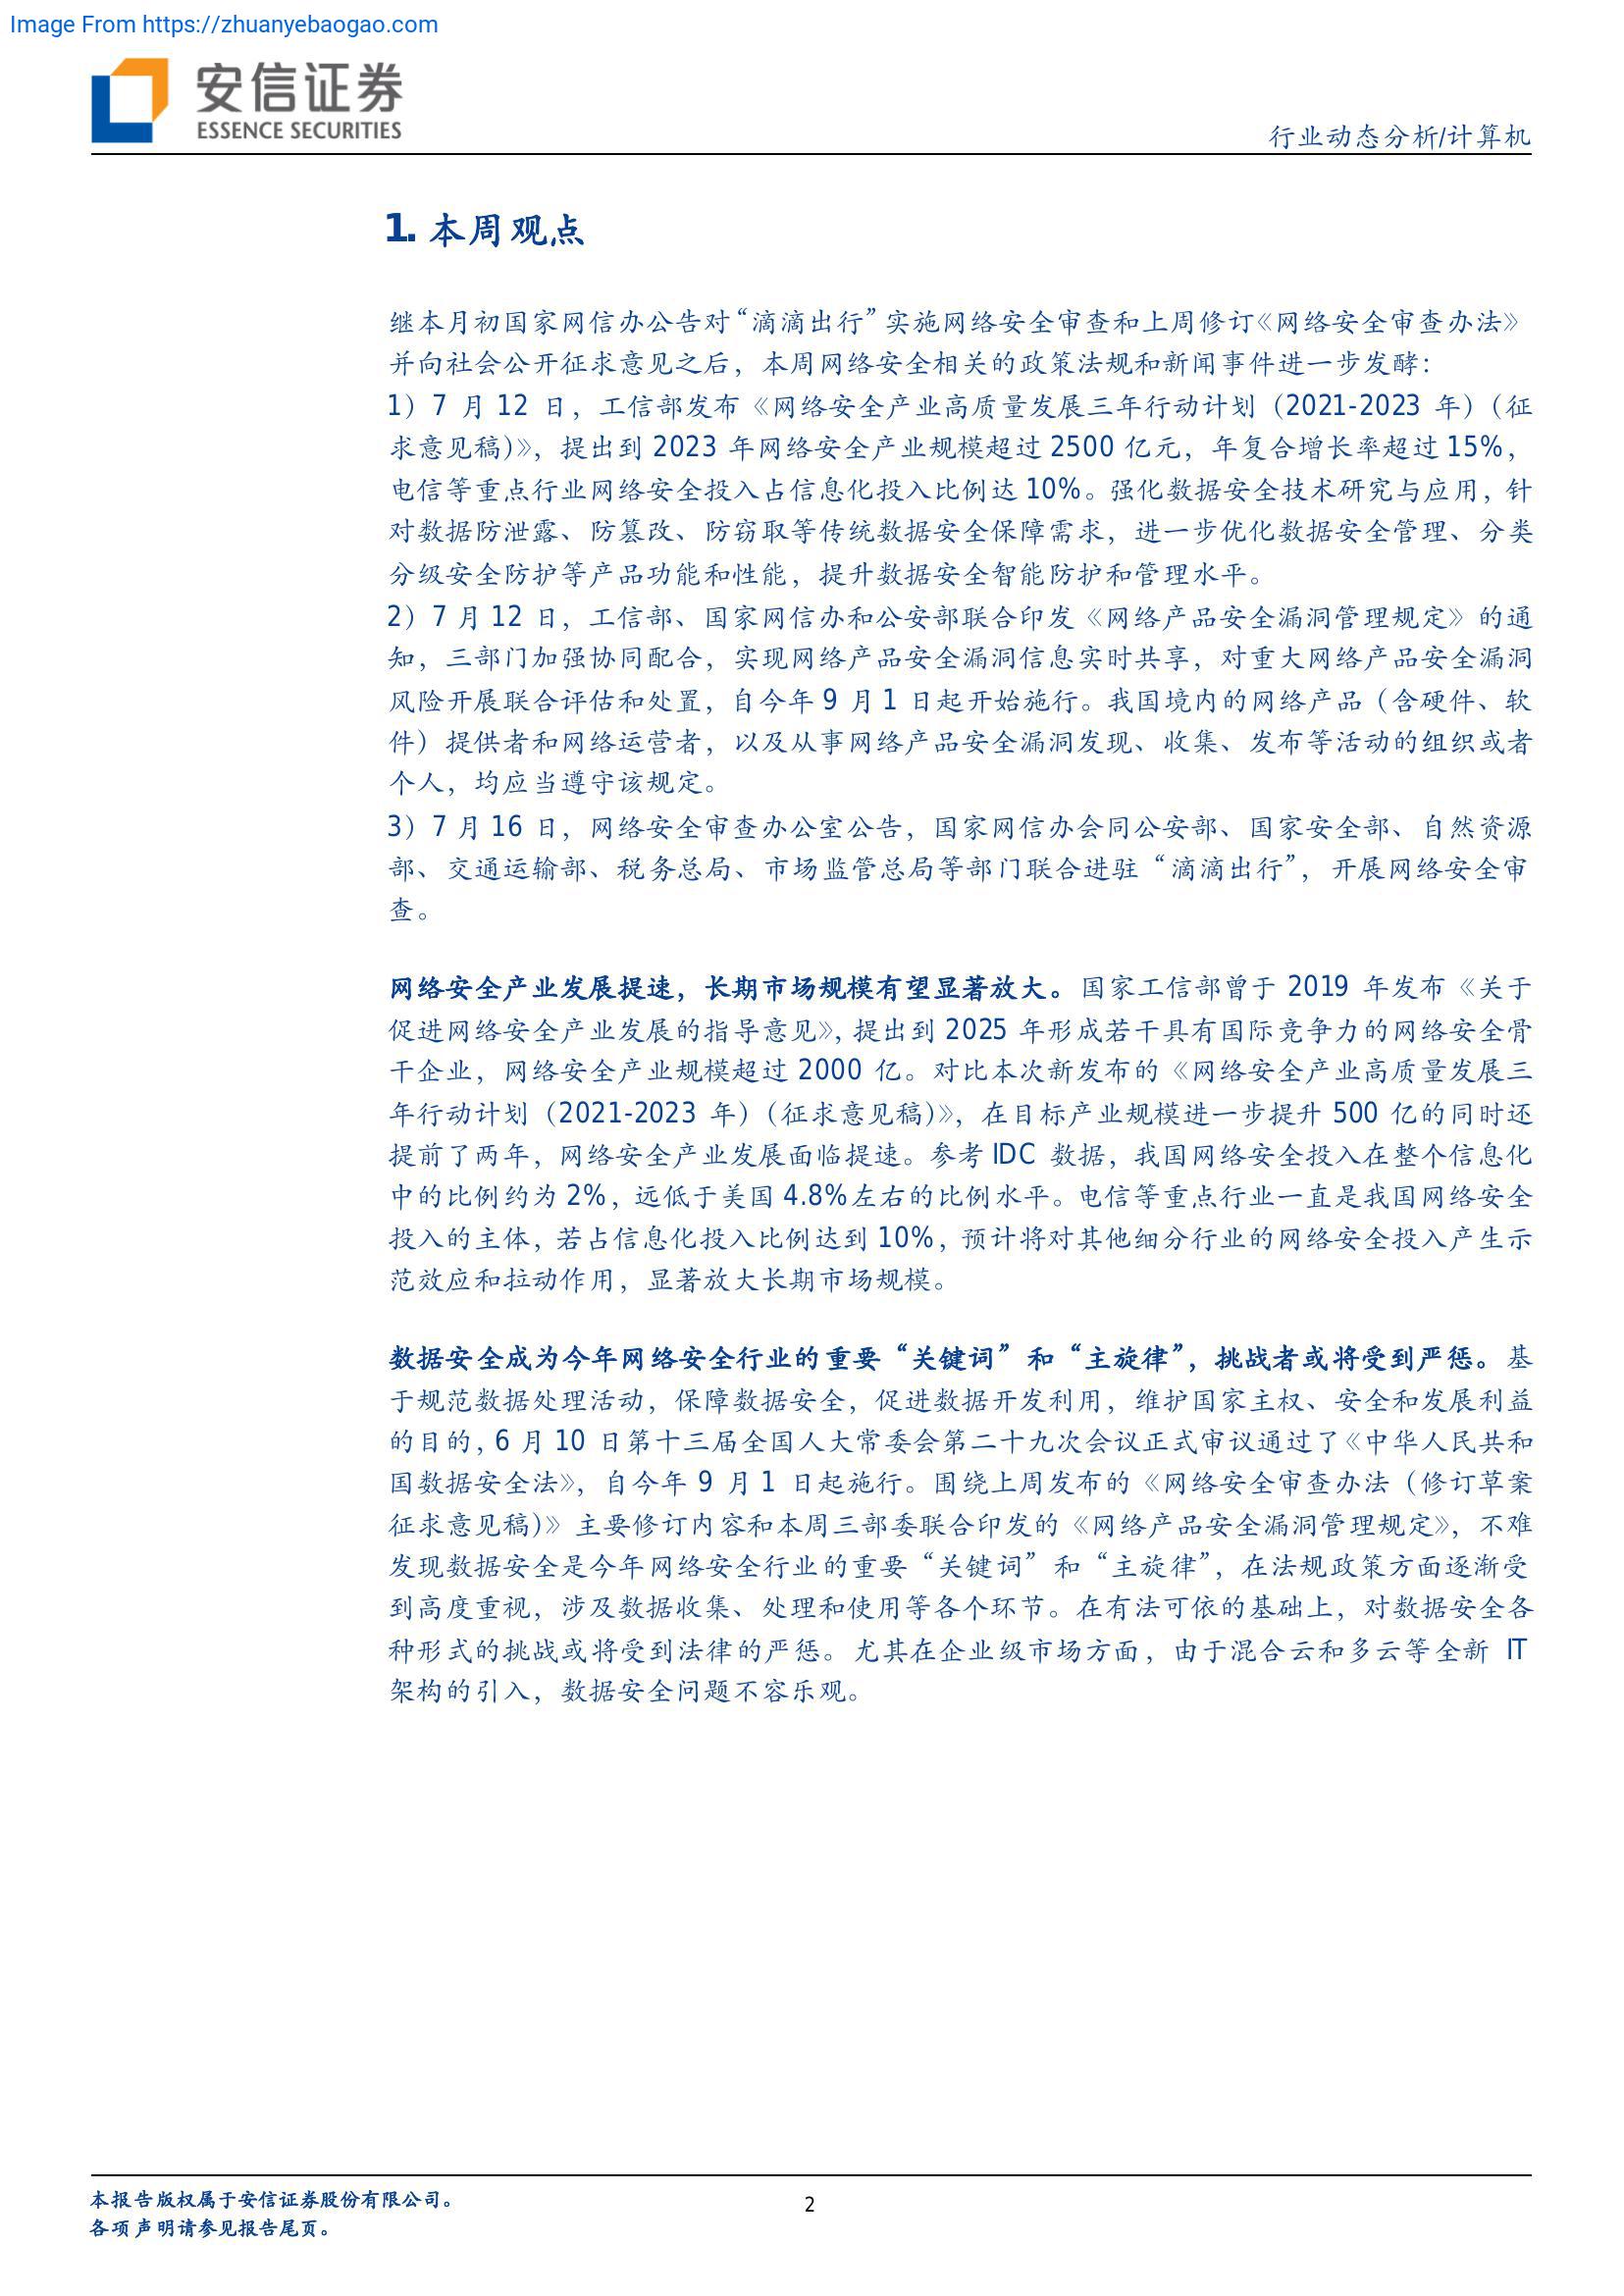 Image From https://zhuanyebaogao.com
安信证券
ESSENCE SECURITIES
行业动态分析/计算机
1. 本周观点
继本月初国家网信办公告对“滴滴出行”实施网络安全审查和上周修订《网络安全审查办法》
并向社会公开征求意见之后，本周网络安全相关的政策法规和新闻事件进一步发酵：
1）7 月 12 日，工信部发布《网络安全产业高质量发展三年行动计划（2021-2023 年）（征
求意见稿）》，提出到 2023 年网络安全产业规模超过 2500 亿元，年复合增长率超过 15%，
电信等重点行业网络安全投入占信息化投入比例达 10%。强化数据安全技术研究与应用，针
对数据防泄露、防篡改、防窃取等传统数据安全保障需求，进一步优化数据安全管理、分类
分级安全防护等产品功能和性能，提升数据安全智能防护和管理水平。
2）7 月 12 日，工信部、国家网信办和公安部联合印发《网络产品安全漏洞管理规定》的通
知，三部门加强协同配合，实现网络产品安全漏洞信息实时共享，对重大网络产品安全漏洞
风险开展联合评估和处置，自今年 9 月 1 日起开始施行。我国境内的网络产品（含硬件、软
件）提供者和网络运营者，以及从事网络产品安全漏洞发现、收集、发布等活动的组织或者
个人，均应当遵守该规定。
3）7 月 16 日，网络安全审查办公室公告，国家网信办会同公安部、国家安全部、自然资源
部、交通运输部、税务总局、市场监管总局等部门联合进驻“滴滴出行”，开展网络安全审
查。
网络安全产业发展提速，长期市场规模有望显著放大。国家工信部曾于 2019 年发布《关于
促进网络安全产业发展的指导意见》，提出到 2025 年形成若干具有国际竞争力的网络安全骨
干企业，网络安全产业规模超过 2000 亿。对比本次新发布的《网络安全产业高质量发展三
年行动计划（2021-2023 年）（征求意见稿）》，在目标产业规模进一步提升 500 亿的同时还
提前了两年，网络安全产业发展面临提速。参考 IDC 数据，我国网络安全投入在整个信息化
中的比例约为 2%，远低于美国 4.8%左右的比例水平。电信等重点行业一直是我国网络安全
投入的主体，若占信息化投入比例达到 10%，预计将对其他细分行业的网络安全投入产生示
范效应和拉动作用，显著放大长期市场规模。
数据安全成为今年网络安全行业的重要“关键词”和“主旋律”，挑战者或将受到严惩。基
于规范数据处理活动，保障数据安全，促进数据开发利用，维护国家主权、安全和发展利益
的目的，6 月 10 日第十三届全国人大常委会第二十九次会议正式审议通过了《中华人民共和
国数据安全法》，自今年 9 月 1 日起施行。围绕上周发布的《网络安全审查办法（修订草案
征求意见稿）》主要修订内容和本周三部委联合印发的《网络产品安全漏洞管理规定》，不难
发现数据安全是今年网络安全行业的重要“关键词”和“主旋律”，在法规政策方面逐渐受
到高度重视，涉及数据收集、处理和使用等各个环节。在有法可依的基础上，对数据安全各
种形式的挑战或将受到法律的严惩。尤其在企业级市场方面，由于混合云和多云等全新 IT
架构的引入，数据安全问题不容乐观。
本报告版权属于安信证券股份有限公司。
各项声明请参见报告尾页。
2